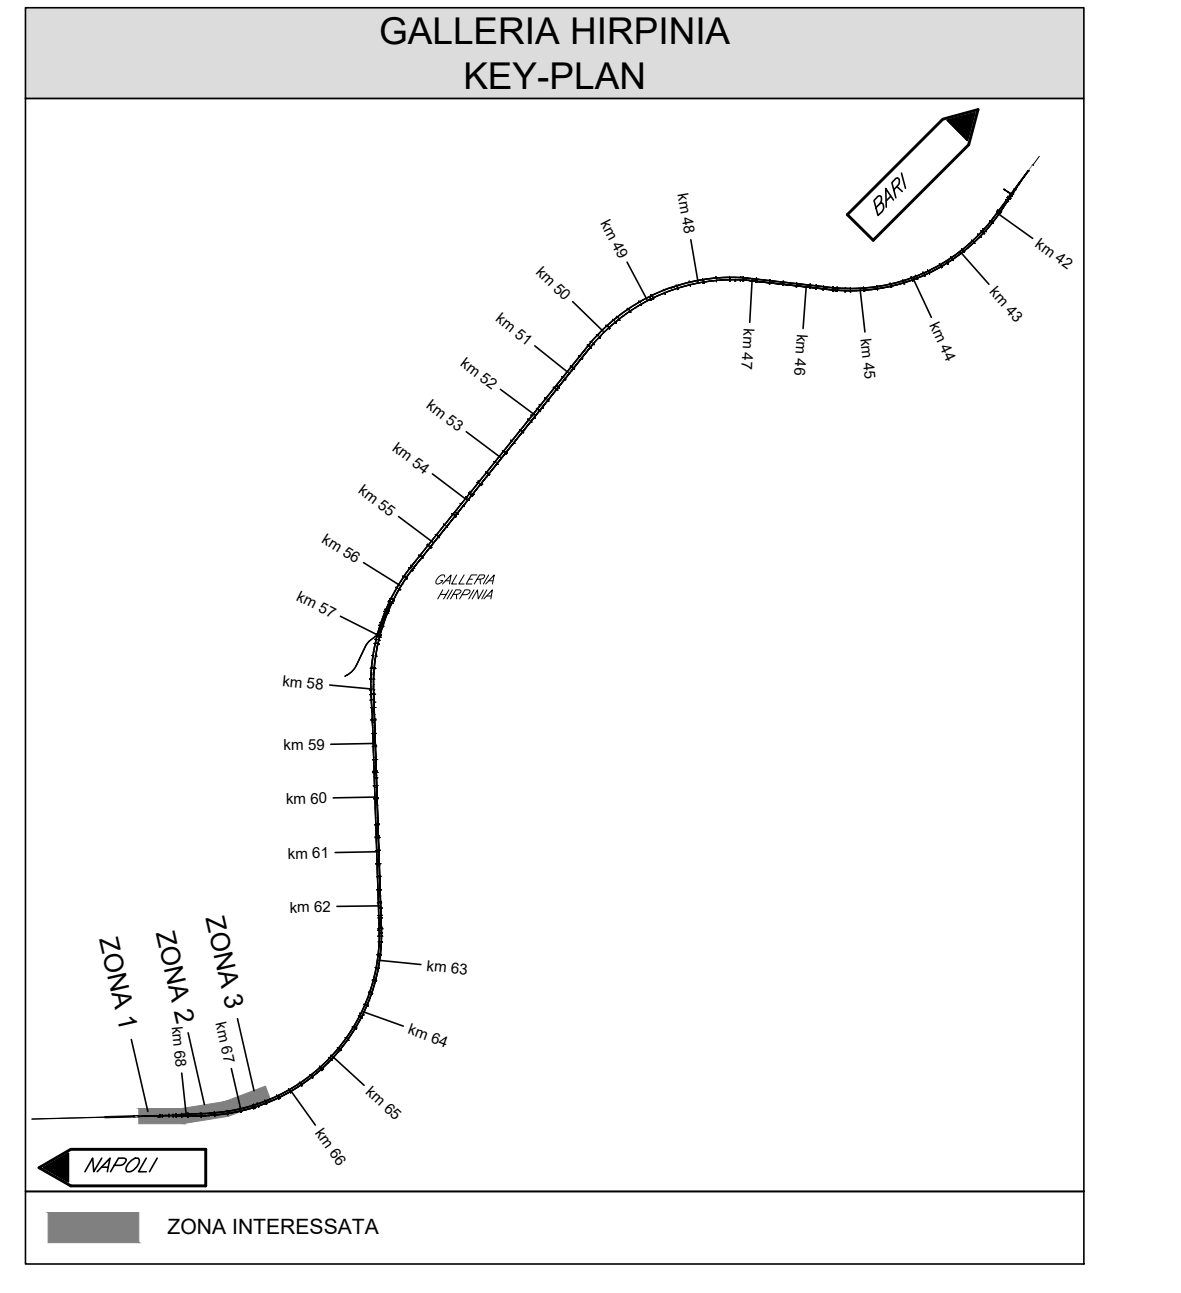 GALLERIA HIRPINIA
KEY-PLAN
BARI
km 42
km 43
km 44
km 45
km 46
km 47
km 48
km 49
km 50
km 51
km 52
km 53
km 54
km 55
km 56
GALLERIA
HIRPINIA
km 57
km 58
km 59
km 60
km 61
km 62
km 63
km 64
km 65
km 66
km 67
km 68
ZONA 3
ZONA 2
ZONA 1
NAPOLI
ZONA INTERESSATA